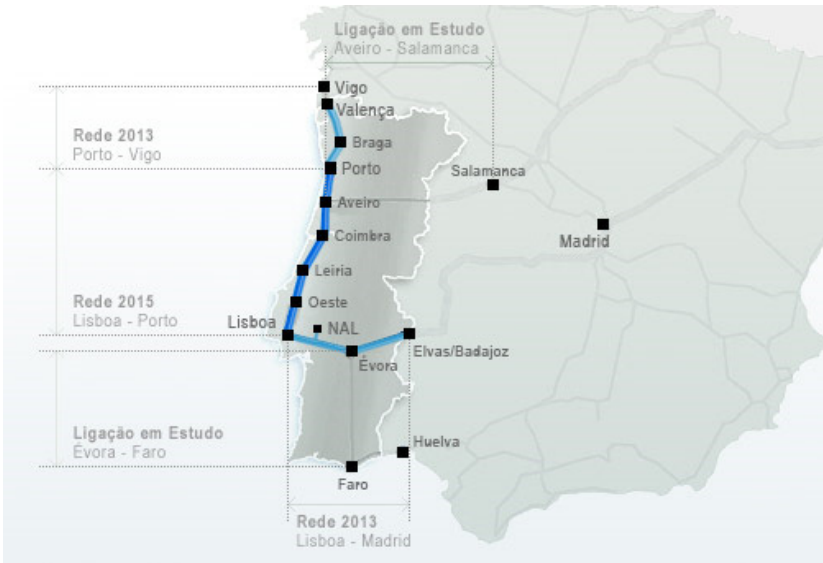 Ligação em Estudo
Aveiro - Salamanca
Vigo
Valença
Rede 2013
Porto - Vigo
Braga
Porto
Salamanca
Aveiro
Coimbra
Madrid
Leiria
Rede 2015
Lisboa - Porto
Oeste
Lisboa
NAL
Elvas/Badajoz
Évora
Ligação em Estudo
Évora - Faro
Huelva
Faro
Rede 2013
Lisboa - Madrid